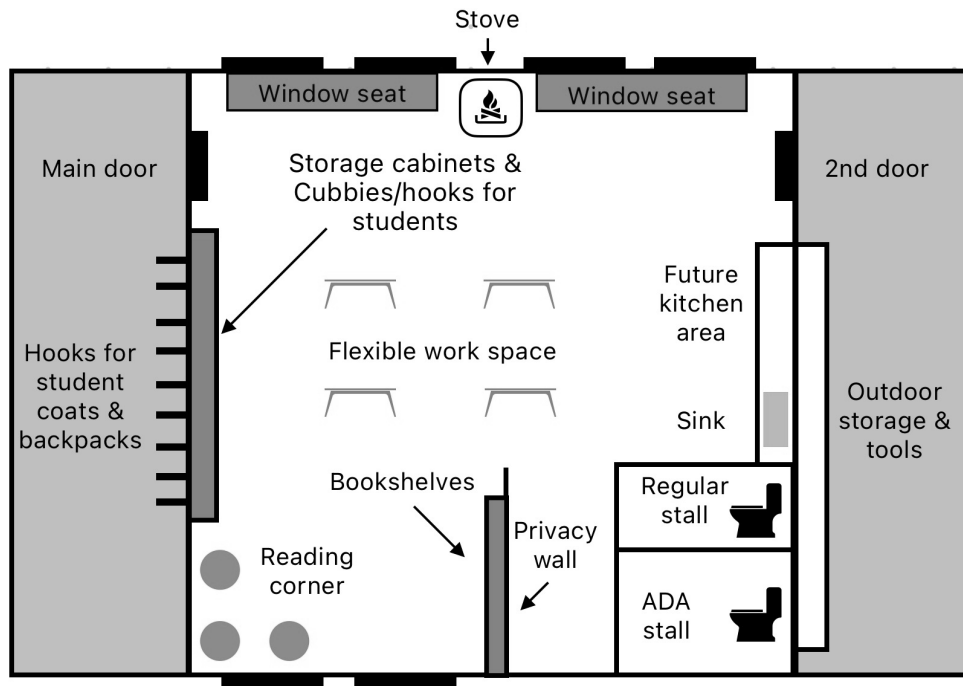 Stove
Window seat
Window seat
Main door
Storage cabinets &
Cubbies/hooks for
students
2nd door
Future
kitchen
area
Hooks for
student
coats &
backpacks
Flexible work space
Sink
Outdoor
storage &
tools
Bookshelves
Regular
stall
Privacy
wall
Reading
corner
ADA
stall